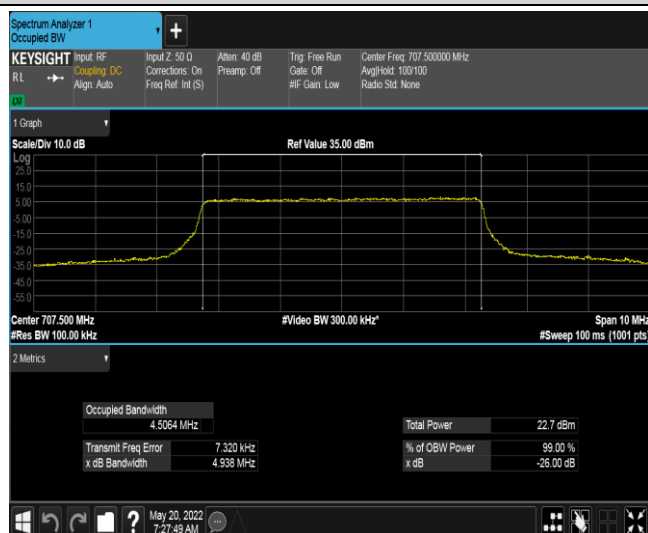 Spectrum Analyzer 1
Occupied BW
+
KEYSIGHT Input: RF Input Z: 50 Ω Atten: 40 dB Trig: Free Run Center Freq: 707.500000 MHz
RL Coupling: DC Corrections: On Preamp: Off Gate: Off Avg|Hold: 100/100
Align: Auto Freq Ref: Int (S) #IF Gain: Low Radio Std: None
LXI
1 Graph
Scale/Div 10.0 dB Ref Value 35.00 dBm
Log
25.0
15.0
5.00
-5.00
-15.0
-25.0
-35.0
-45.0
-55.0
Center 707.500 MHz #Video BW 300.00 kHz* Span 10 MHz
#Res BW 100.00 kHz #Sweep 100 ms (1001 pts)
2 Metrics
Occupied Bandwidth
4.5064 MHz Total Power 22.7 dBm
Transmit Freq Error 7.320 kHz % of OBW Power 99.00 %
x dB Bandwidth 4.938 MHz x dB -26.00 dB
? May 20, 2022
7:27:49 AM